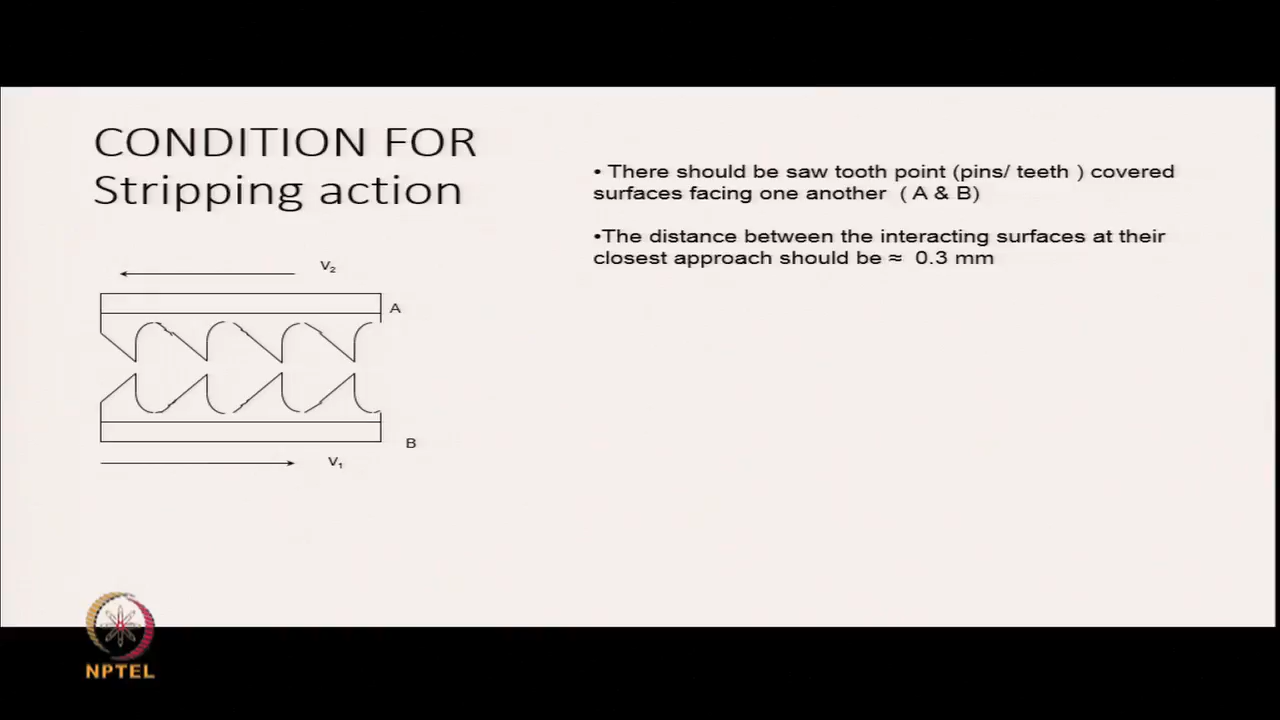 CONDITION FOR
Stripping action
• There should be saw tooth point (pins/ teeth ) covered
surfaces facing one another ( A & B)
•The distance between the interacting surfaces at their
closest approach should be ≈ 0.3 mm
V₂
A
B
V₁
NPTEL